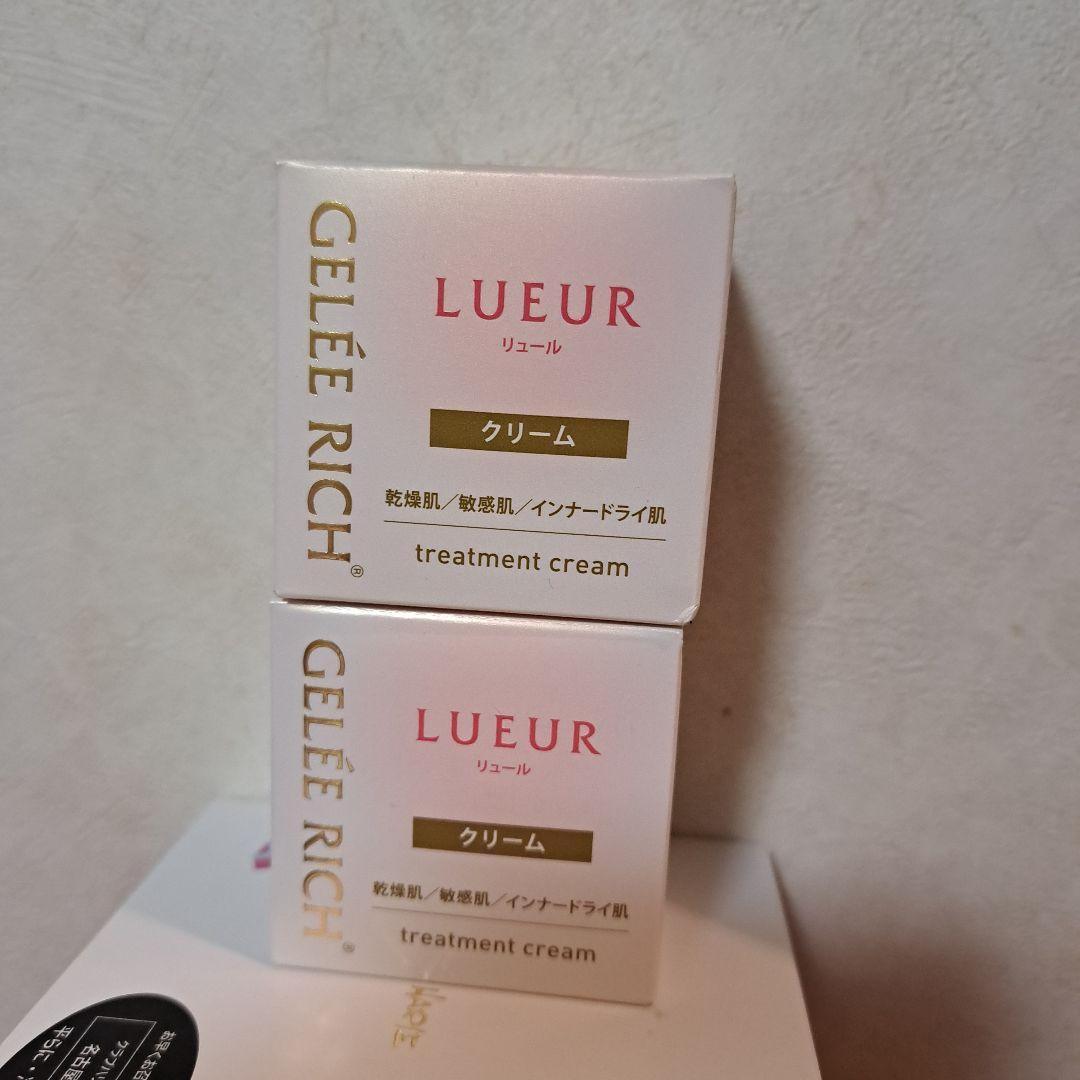 GELÉE RICH®
LUEUR
リュール
クリーム
乾燥肌／敏感肌／インナードライ肌
treatment cream
GELÉE RICH®
LUEUR
リュール
クリーム
乾燥肌／敏感肌／インナードライ肌
treatment cream